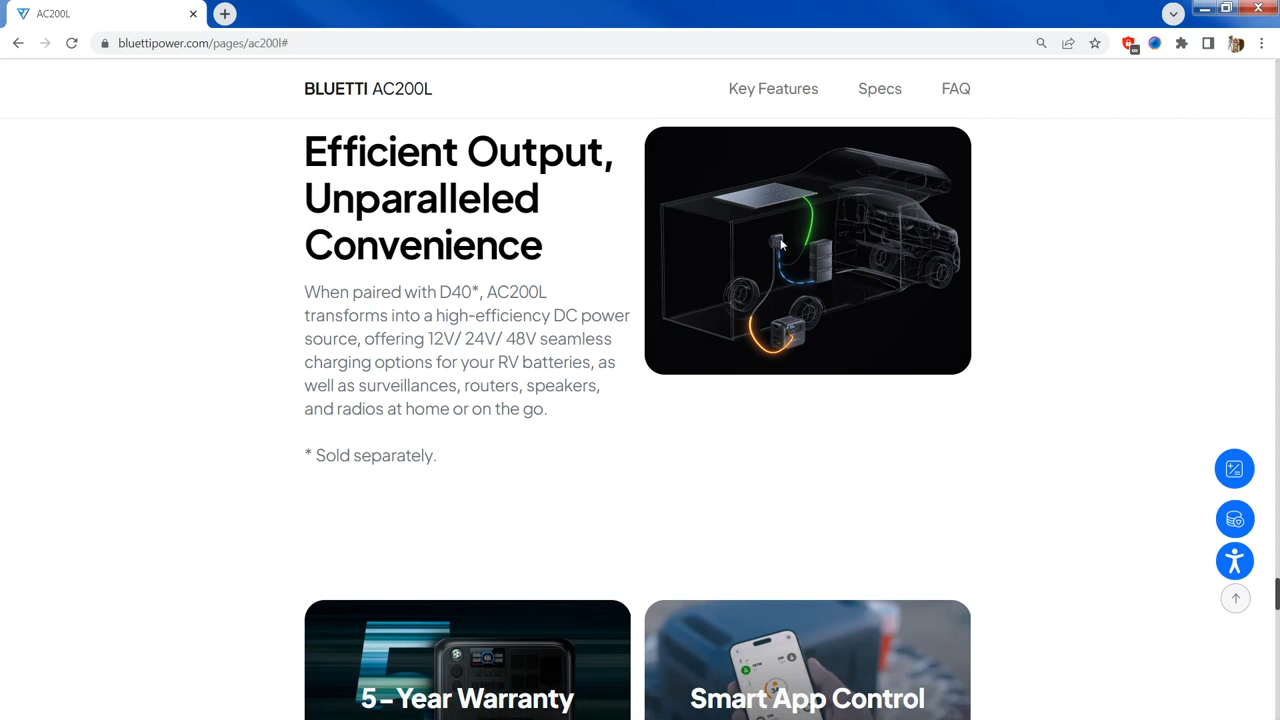 AC200L
bluettipower.com/pages/ac200l#
BLUETTI AC200L
Key Features
Specs
FAQ
Efficient Output,
Unparalleled
Convenience
When paired with D40*, AC200L
transforms into a high-efficiency DC power
source, offering 12V/ 24V/ 48V seamless
charging options for your RV batteries, as
well as surveillances, routers, speakers,
and radios at home or on the go.
* Sold separately.
5-Year Warranty
Smart App Control